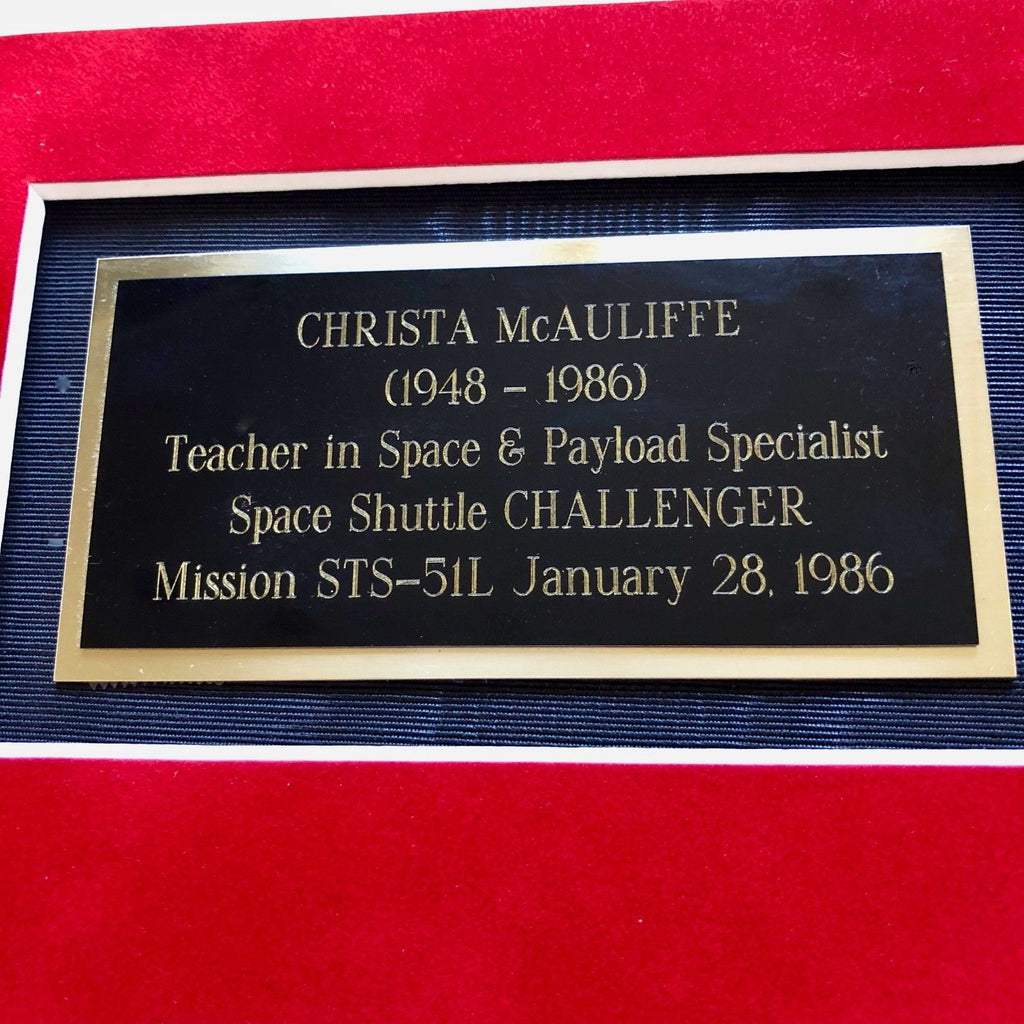 CHRISTA McAULIFFE
(1948 - 1986)
Teacher in Space & Payload Specialist
Space Shuttle CHALLENGER
Mission STS-51L January 28, 1986